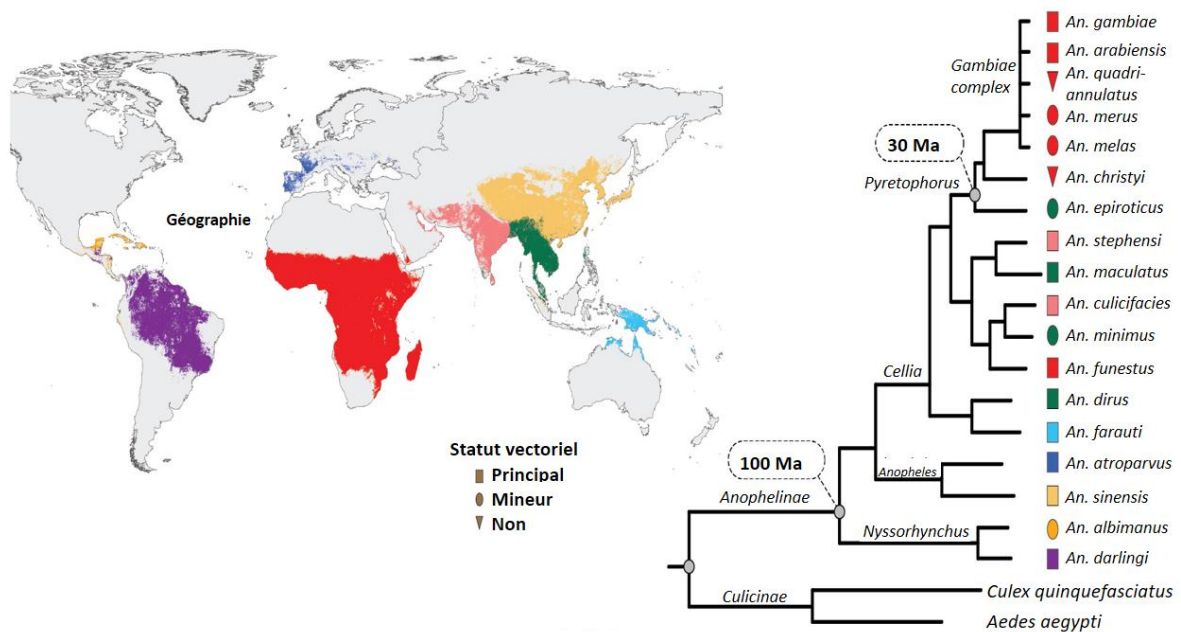 Géographie
Statut vectoriel
Principal
Mineur
Non
Gambiae
complex
30 Ma
Pyretophorus
Cellia
100 Ma
Anopheles
Anophelinae
Nyssorhynchus
Culicinae
An. gambiae
An. arabiensis
An. quadri-
annulatus
An. merus
An. melas
An. christyi
An. epiroticus
An. stephensi
An. maculatus
An. culicifacies
An. minimus
An. funestus
An. dirus
An. farauti
An. atroparvus
An. sinensis
An. albimanus
An. darlingi
Culex quinquefasciatus
Aedes aegypti